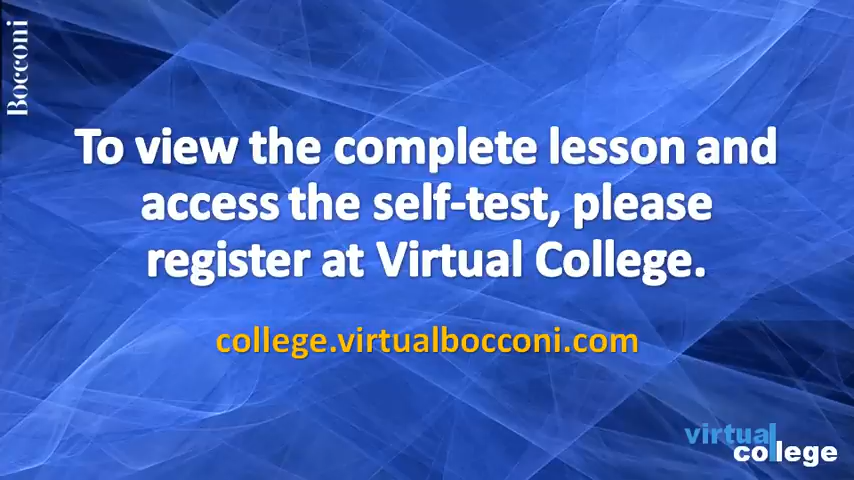 Bocconi
To view the complete lesson and
access the self-test, please
register at Virtual College.
college.virtualbocconi.com
virtual
college